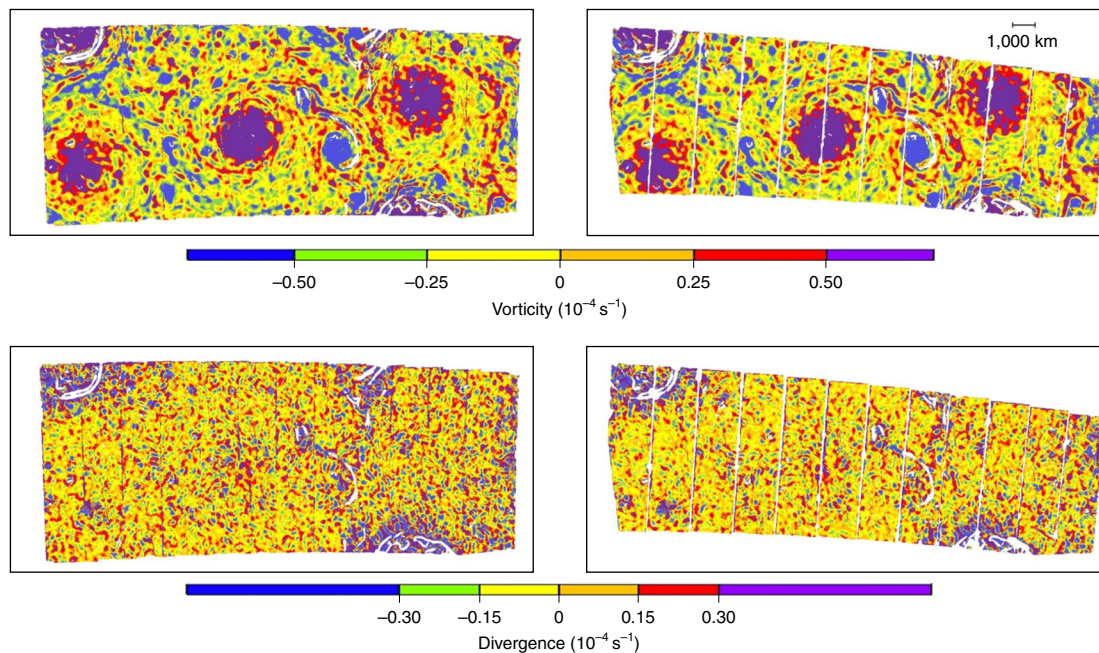 1,000 km
–0.50 –0.25 0 0.25 0.50
Vorticity (10⁻⁴ s⁻¹)
–0.30 –0.15 0 0.15 0.30
Divergence (10⁻⁴ s⁻¹)